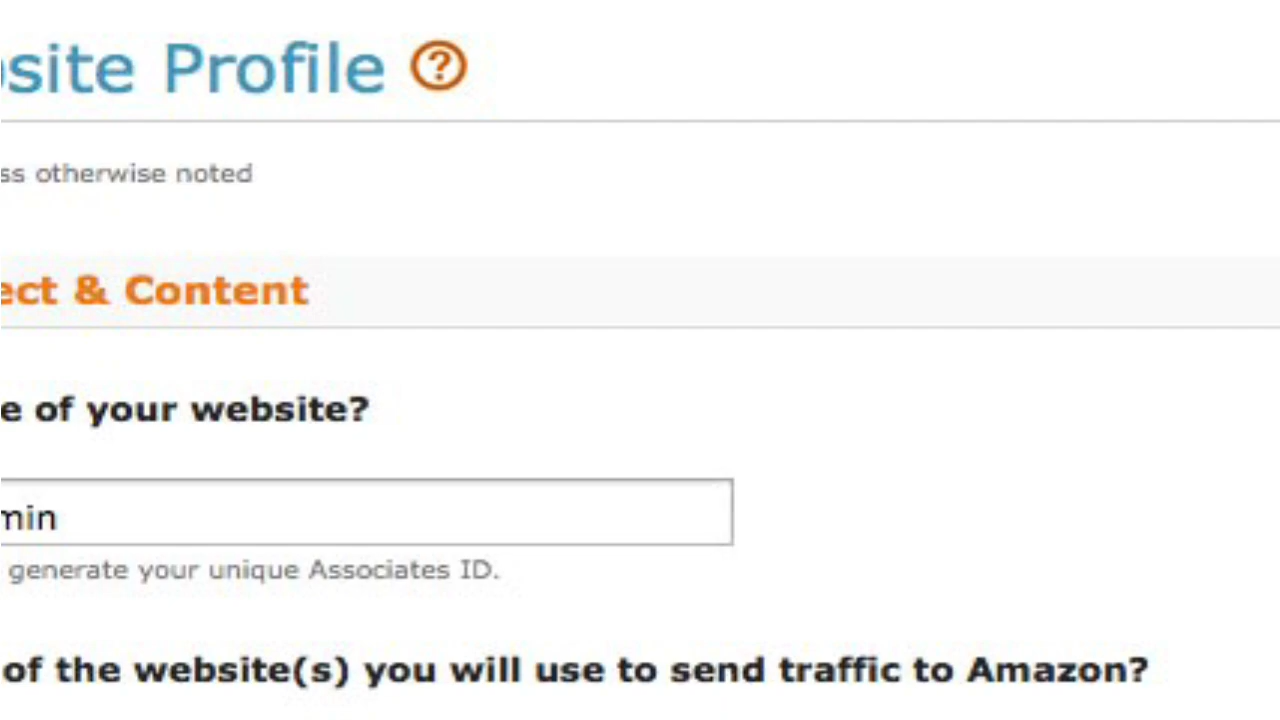 site Profile ?
ss otherwise noted
ect & Content
e of your website?
min
generate your unique Associates ID.
of the website(s) you will use to send traffic to Amazon?